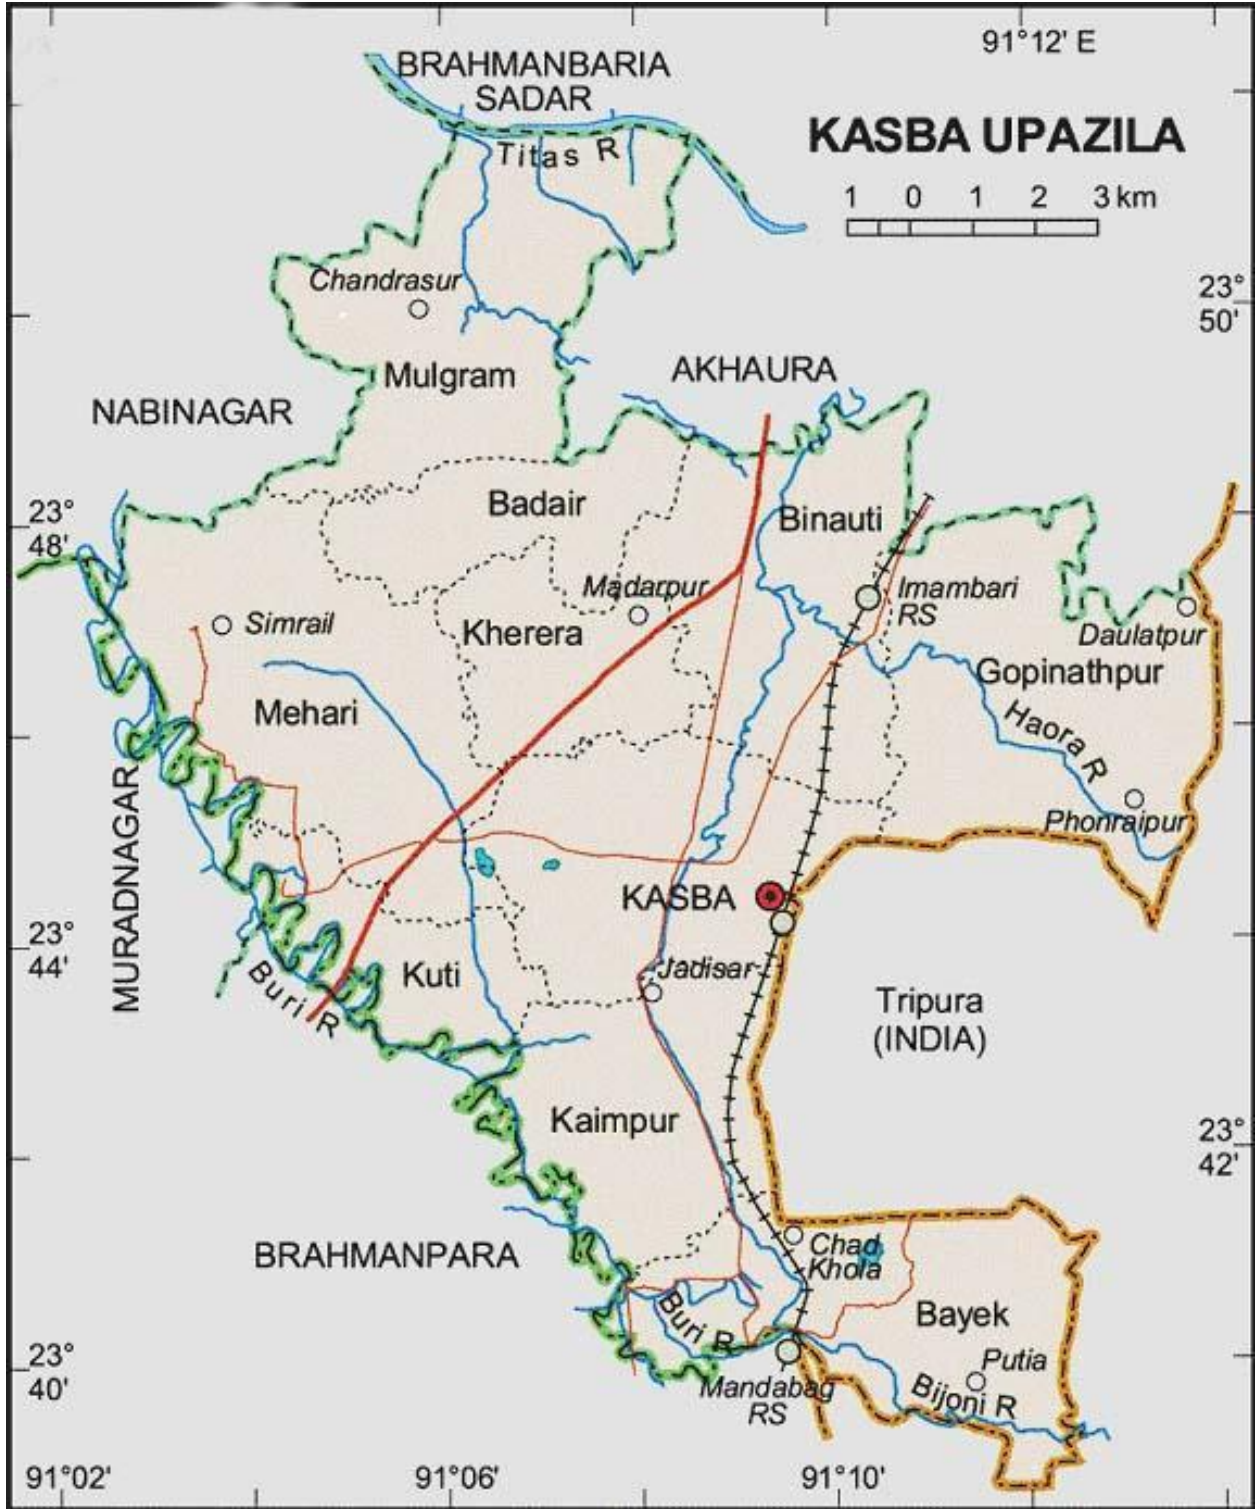 91°12' E
BRAHMANBARIA
SADAR
KASBA UPAZILA
Titas R
1 0 1 2 3 km
Chandrasur
23°
50'
Mulgram
AKHAURA
NABINAGAR
Badair
Binauti
23°
48'
Madarpur
Imambari
RS
Simrail
Kherera
Daulatpur
Gopinathpur
Mehari
Haora R
MURADNAGAR
Phonraipur
KASBA
23°
44'
Kuti
Jadisar
Buri R
Tripura
(INDIA)
Kaimpur
23°
42'
BRAHMANPARA
Chad
Khola
Buri R
Bayek
23°
40'
Putia
Mandabag
RS
Bijoni R
91°02' 91°06' 91°10'